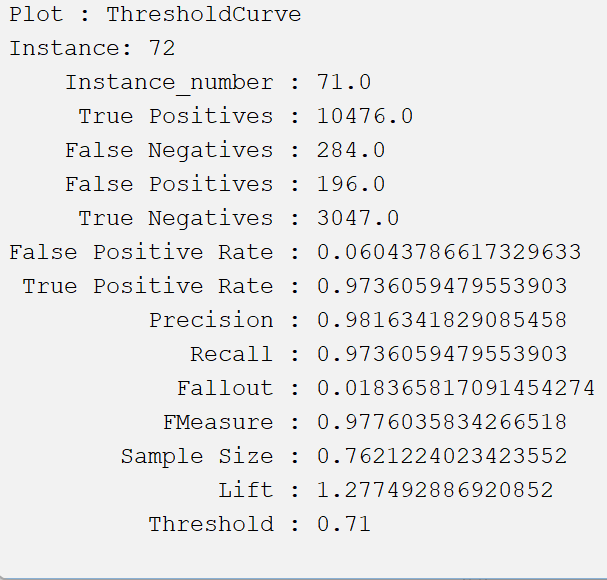 Plot : ThresholdCurve
Instance: 72
Instance_number : 71.0
True Positives : 10476.0
False Negatives : 284.0
False Positives : 196.0
True Negatives : 3047.0
False Positive Rate : 0.06043786617329633
True Positive Rate : 0.9736059479553903
Precision : 0.9816341829085458
Recall : 0.9736059479553903
Fallout : 0.018365817091454274
FMeasure : 0.9776035834266518
Sample Size : 0.7621224023423552
Lift : 1.277492886920852
Threshold : 0.71